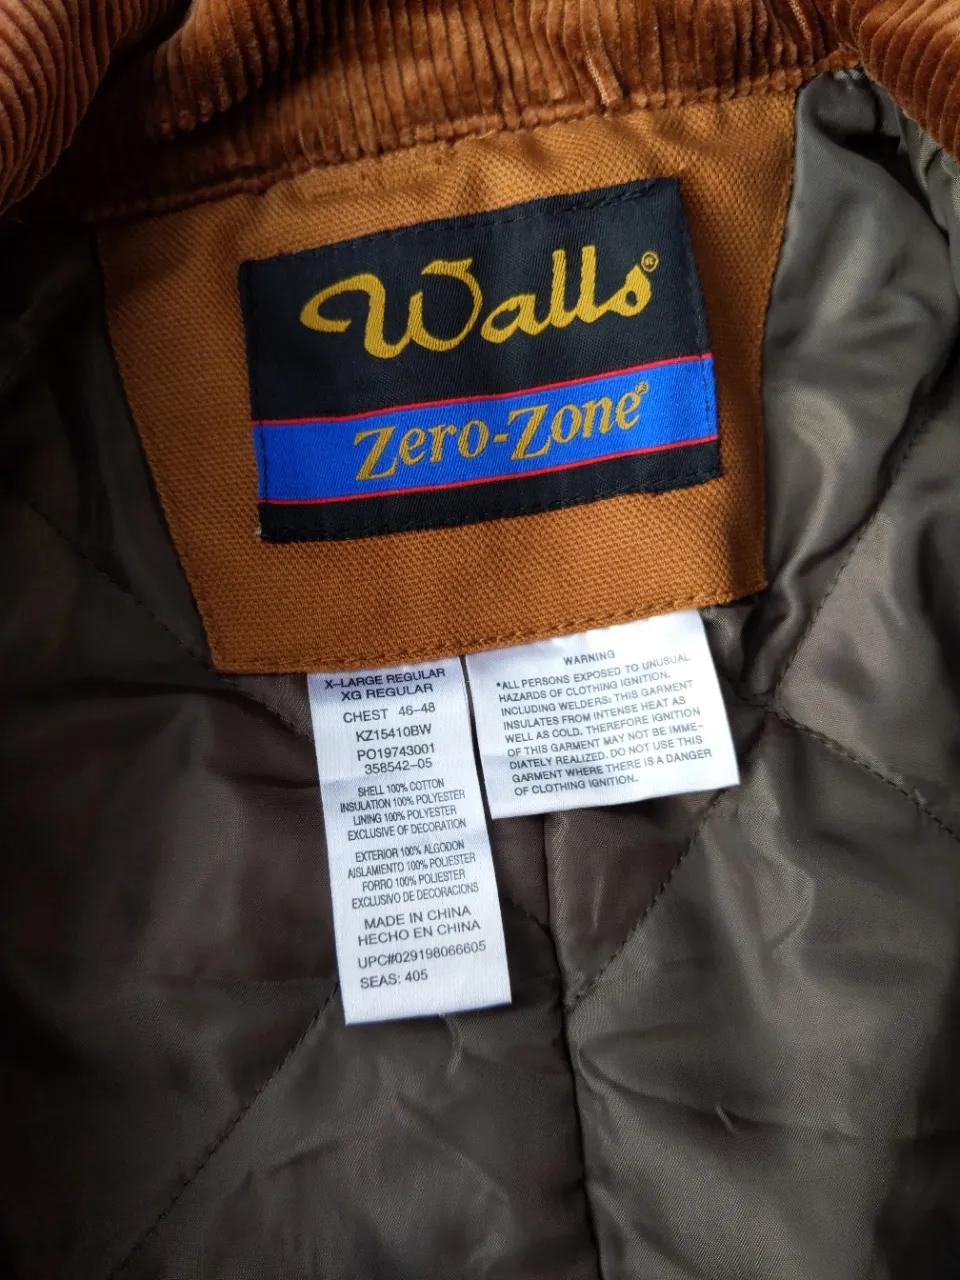 Walls®
Zero-Zone®
X-LARGE REGULAR
XG REGULAR
CHEST 46-48
KZ15410BW
PO19743001
358542-05
SHELL 100% COTTON
INSULATION 100% POLYESTER
LINING 100% POLYESTER
EXCLUSIVE OF DECORATION
EXTERIOR 100% ALGODON
AISLAMIENTO 100% POLIESTER
FORRO 100% POLIESTER
EXCLUSIVO DE DECORACIONS
MADE IN CHINA
HECHO EN CHINA
UPC#029198066605
SEAS: 405
WARNING
*ALL PERSONS EXPOSED TO UNUSUAL
HAZARDS OF CLOTHING IGNITION.
INCLUDING WELDERS: THIS GARMENT
INSULATES FROM INTENSE HEAT AS
WELL AS COLD. THEREFORE IGNITION
OF THIS GARMENT MAY NOT BE IMME-
DIATELY REALIZED. DO NOT USE THIS
GARMENT WHERE THERE IS A DANGER
OF CLOTHING IGNITION.